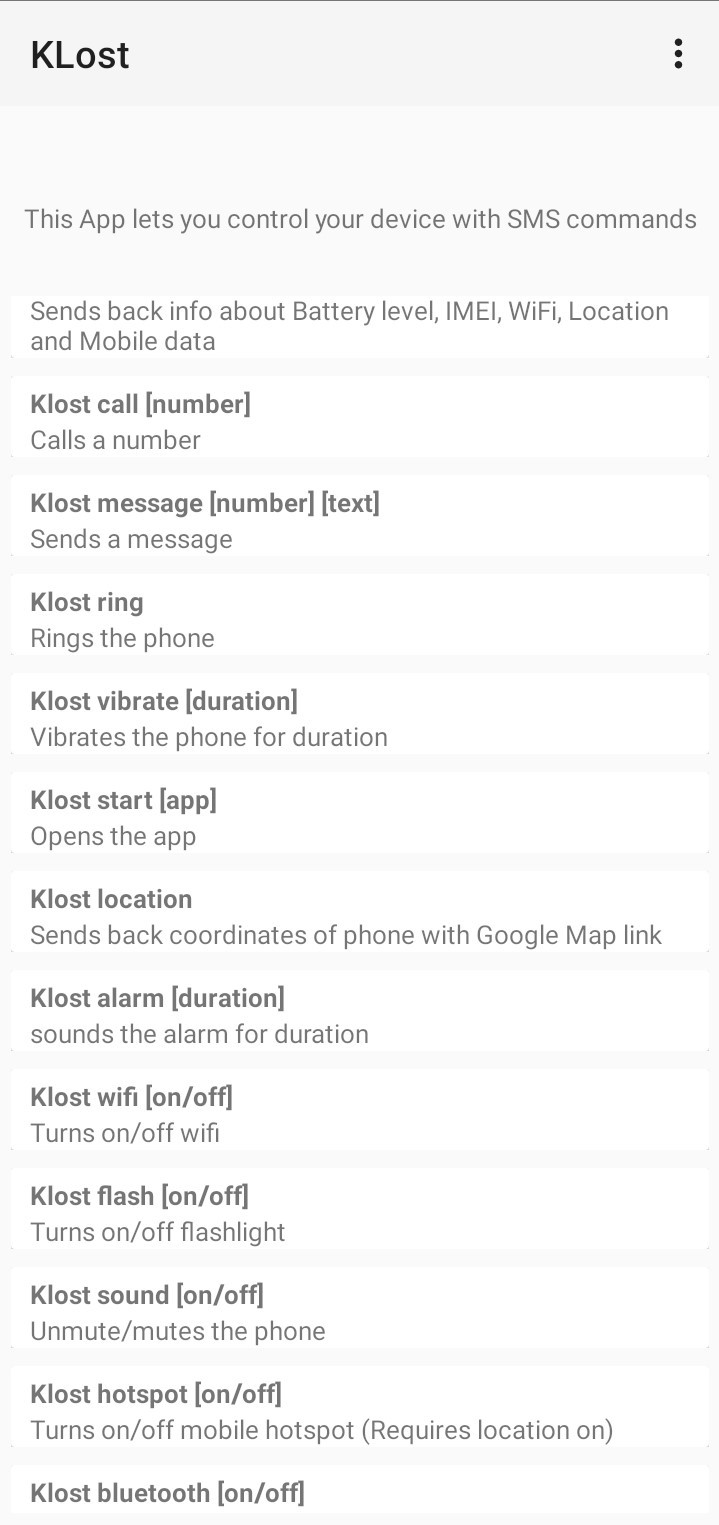 KLost
This App lets you control your device with SMS commands
Sends back info about Battery level, IMEI, WiFi, Location
and Mobile data
Klost call [number]
Calls a number
Klost message [number] [text]
Sends a message
Klost ring
Rings the phone
Klost vibrate [duration]
Vibrates the phone for duration
Klost start [app]
Opens the app
Klost location
Sends back coordinates of phone with Google Map link
Klost alarm [duration]
sounds the alarm for duration
Klost wifi [on/off]
Turns on/off wifi
Klost flash [on/off]
Turns on/off flashlight
Klost sound [on/off]
Unmute/mutes the phone
Klost hotspot [on/off]
Turns on/off mobile hotspot (Requires location on)
Klost bluetooth [on/off]